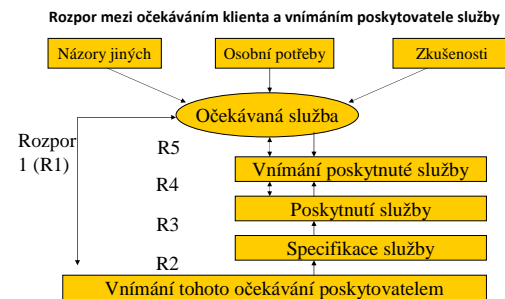 Rozpor mezi očekáváním klienta a vnímáním poskytovatele služby
Názory jiných
Osobní potřeby
Zkušenosti
Očekávaná služba
Rozpor
1 (R1)
R5
Vnímání poskytnuté služby
R4
Poskytnutí služby
R3
Specifikace služby
R2
Vnímání tohoto očekávání poskytovatelem